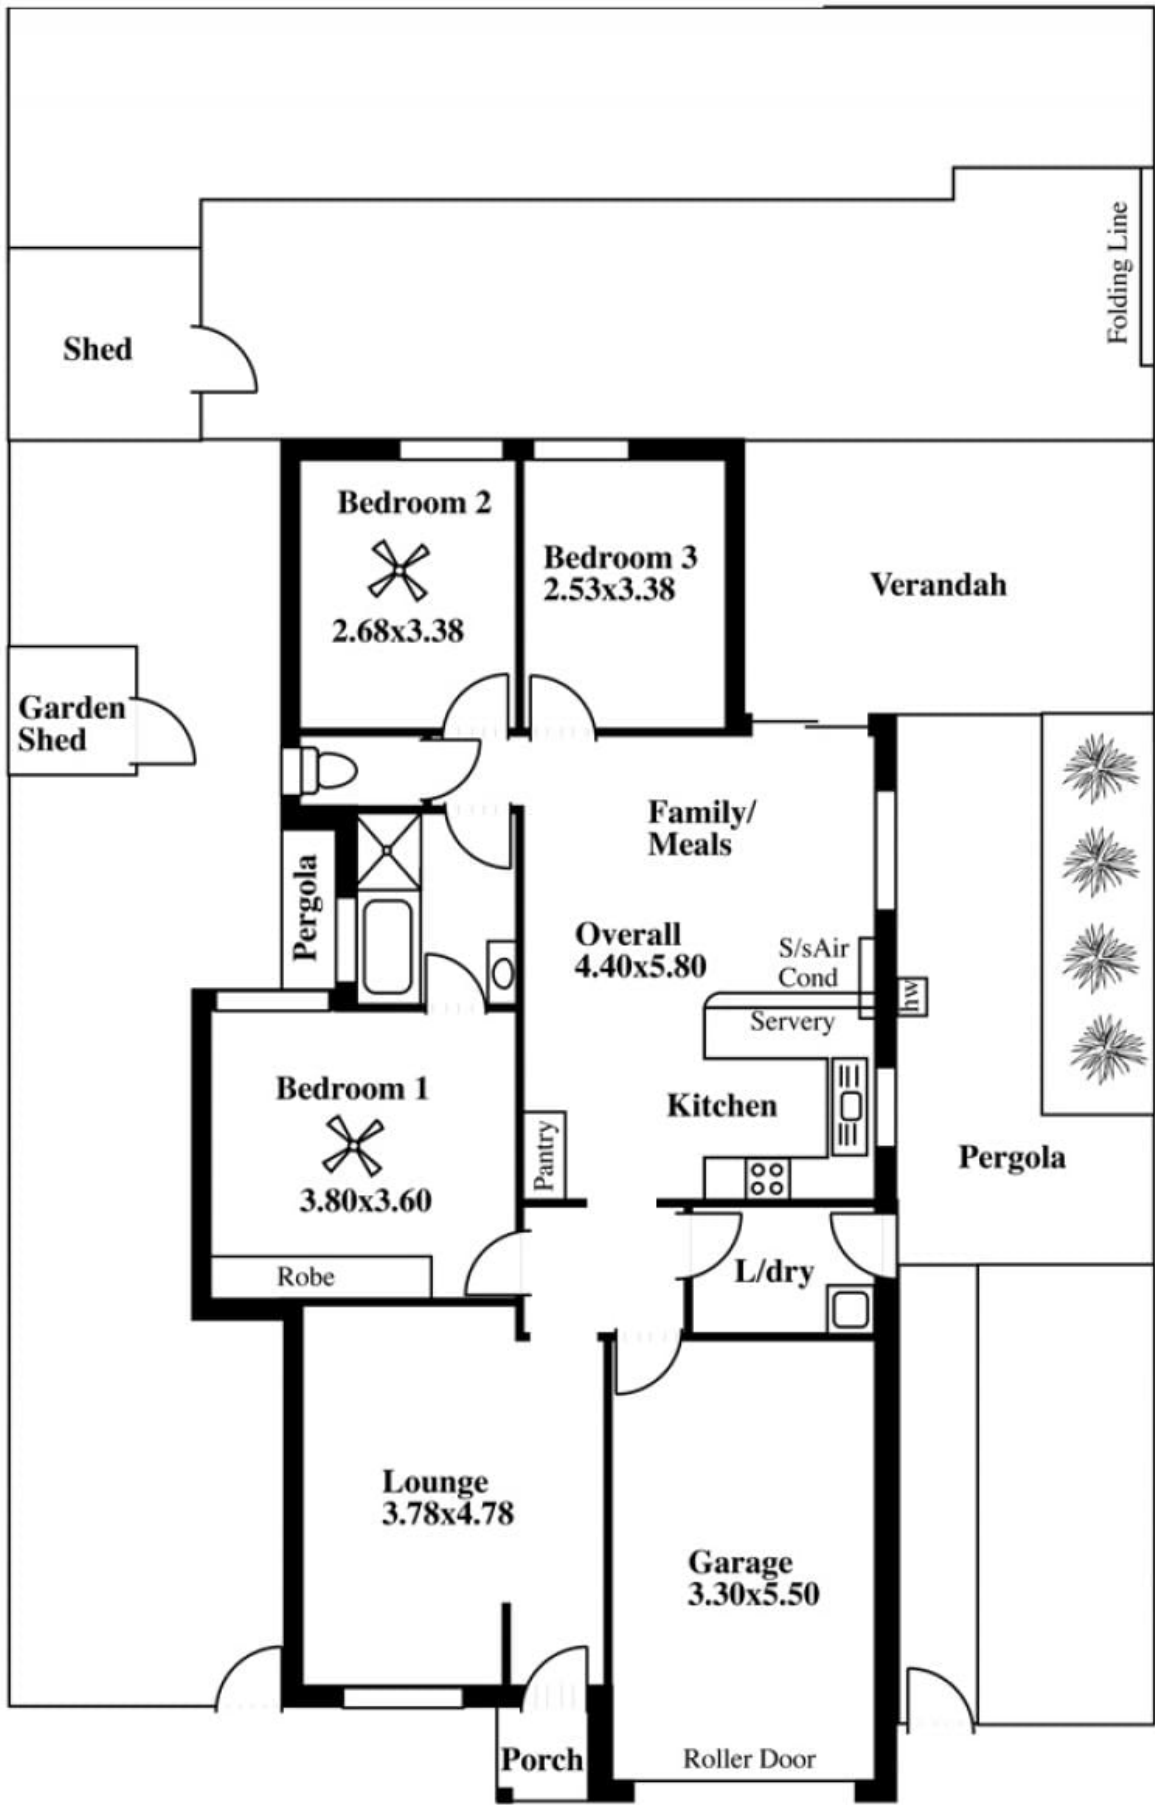 Folding Line
Shed
Bedroom 2
2.68x3.38
Bedroom 3
2.53x3.38
Verandah
Garden
Shed
Family/
Meals
Pergola
Overall
4.40x5.80
S/sAir
Cond
hw
Servery
Bedroom 1
3.80x3.60
Kitchen
Pantry
Pergola
Robe
L/dry
Lounge
3.78x4.78
Garage
3.30x5.50
Porch
Roller Door